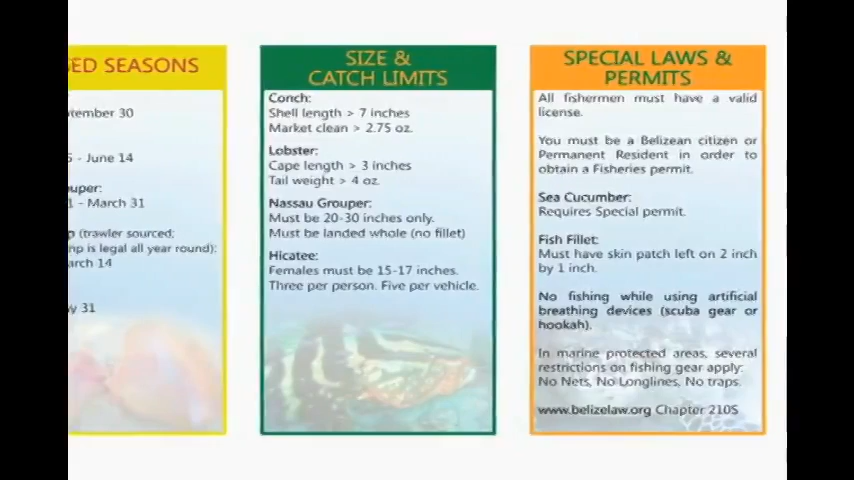 SED SEASONS
tember 30
- June 14
uper:
1 - March 31
(trawler sourced;
np is legal all year round):
arch 14
y 31
SIZE &
CATCH LIMITS
Conch:
Shell length > 7 inches
Market clean > 2.75 oz.
Lobster:
Cape length > 3 inches
Tail weight > 4 oz.
Nassau Grouper:
Must be 20-30 inches only.
Must be landed whole (no fillet)
Hicatee:
Females must be 15-17 inches.
Three per person. Five per vehicle.
SPECIAL LAWS &
PERMITS
All fishermen must have a valid
license.
You must be a Belizean citizen or
Permanent Resident in order to
obtain a Fisheries permit.
Sea Cucumber:
Requires Special permit.
Fish Fillet:
Must have skin patch left on 2 inch
by 1 inch.
No fishing while using artificial
breathing devices (scuba gear or
hookah).
In marine protected areas, several
restrictions on fishing gear apply:
No Nets, No Longlines, No traps.
www.belizelaw.org Chapter 210S